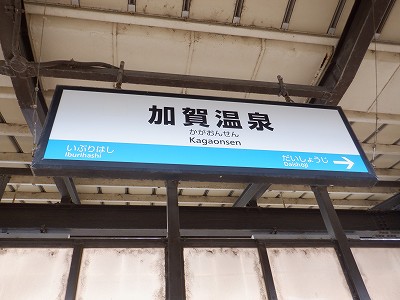 加賀温泉
かがおんせん
Kagaonsen
いぶりはし
Iburihashi
だいしょうじ
Daishoji